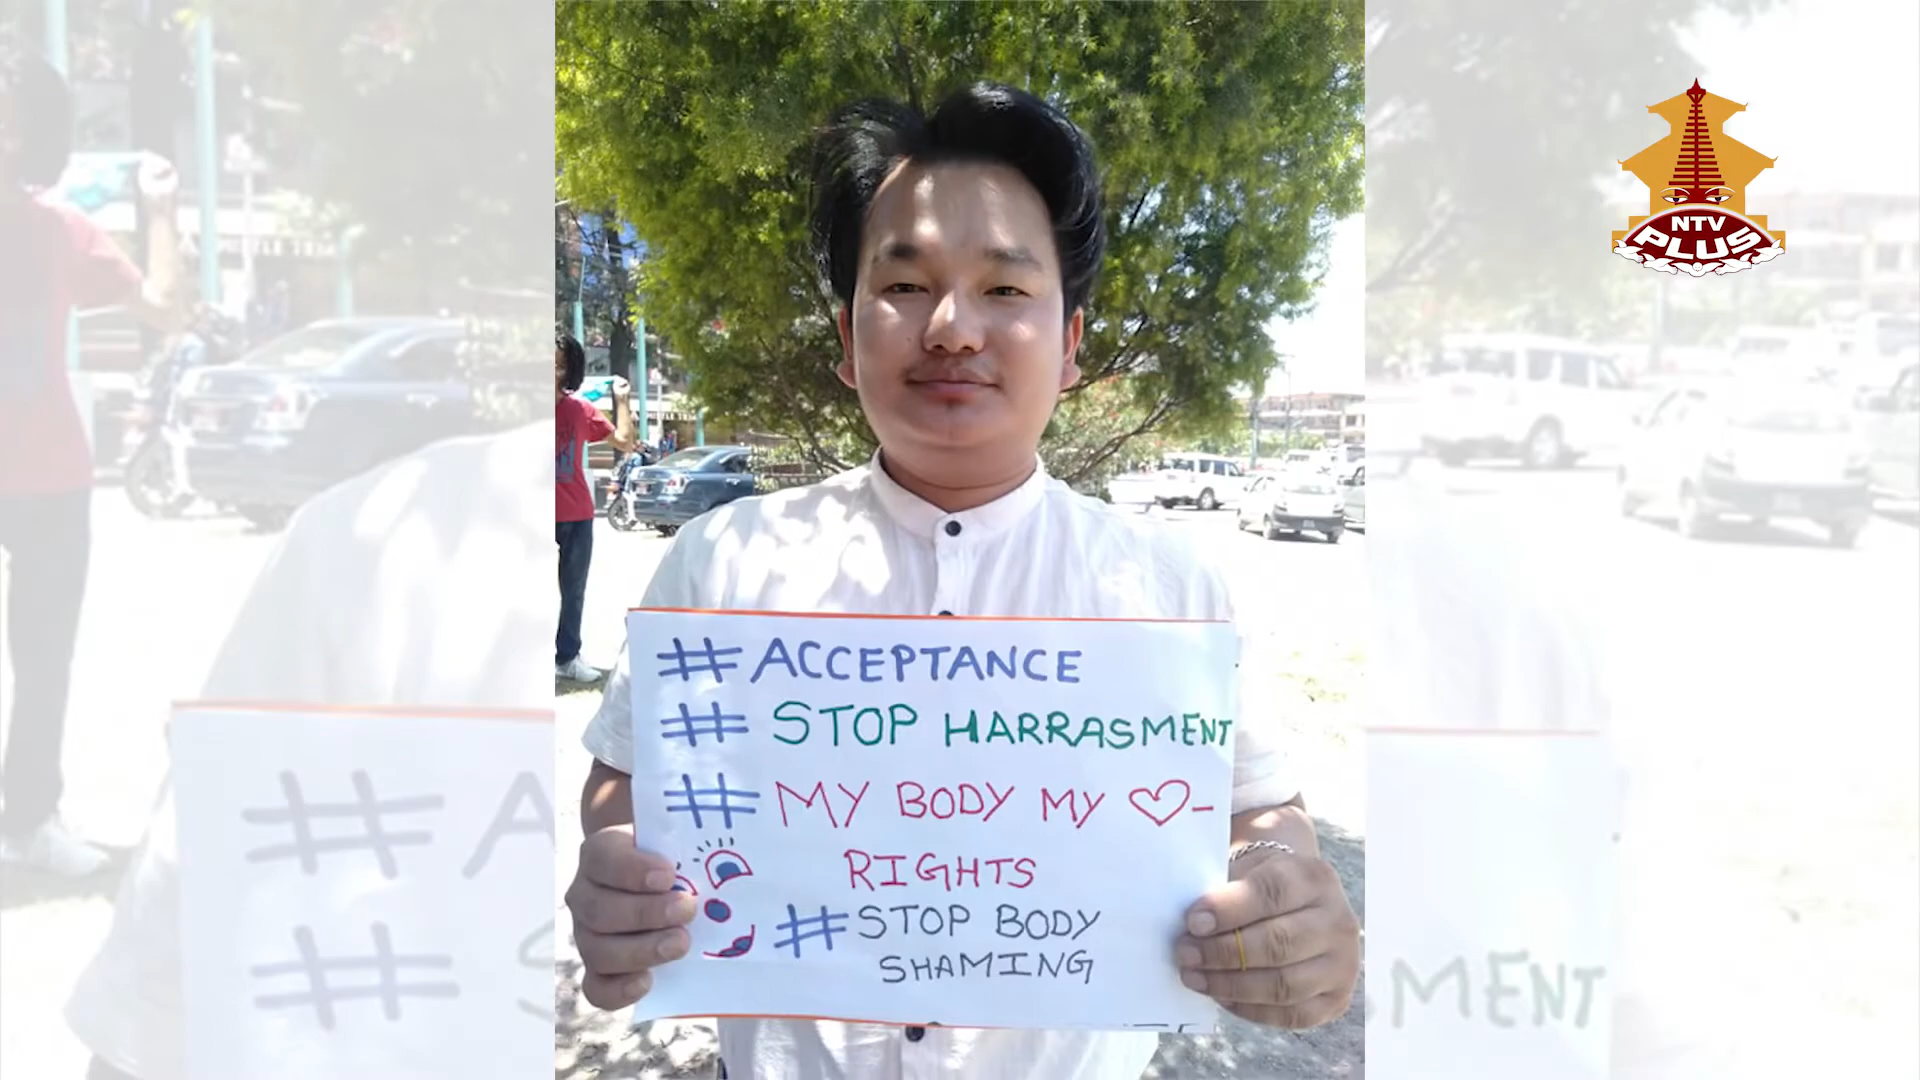 NTV
PLUS
#ACCEPTANCE
# STOP HARRASMENT
# MY BODY MY ♡-
RIGHTS
#STOP BODY
SHAMING